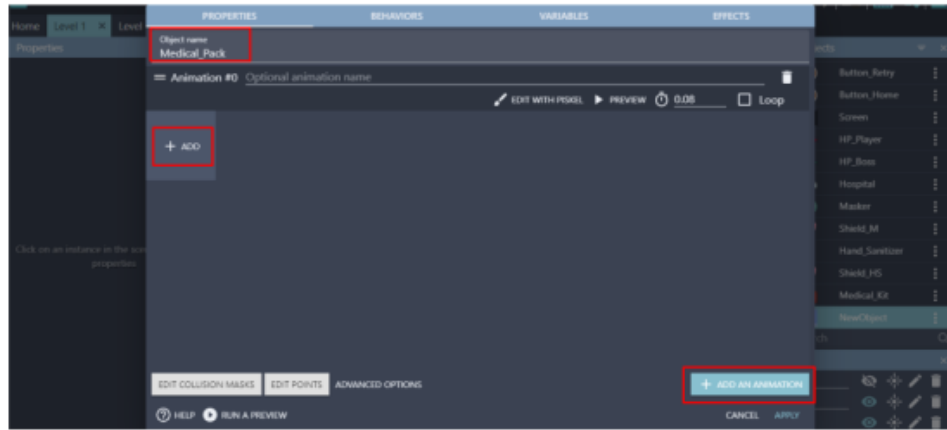 PROPERTIES BEHAVIORS VARIABLES EFFECTS
Home Level 1 × Level
Object name
Properties
Medical_Pack
Animation #0 Optional animation name
Button_Retry
EDIT WITH PISKEL PREVIEW 0.08 Loop
Button_Home
Screen
+ ADD
HP_Player
HP_Boss
Hospital
Masker
Shield_M
Click on an instance in the
Hand_Sanitizer
properties
Shield_HS
Medical_Kit
NewObject
EDIT COLLISION MASKS EDIT POINTS ADVANCED OPTIONS + ADD AN ANIMATION
HELP RUN A PREVIEW CANCEL APPLY